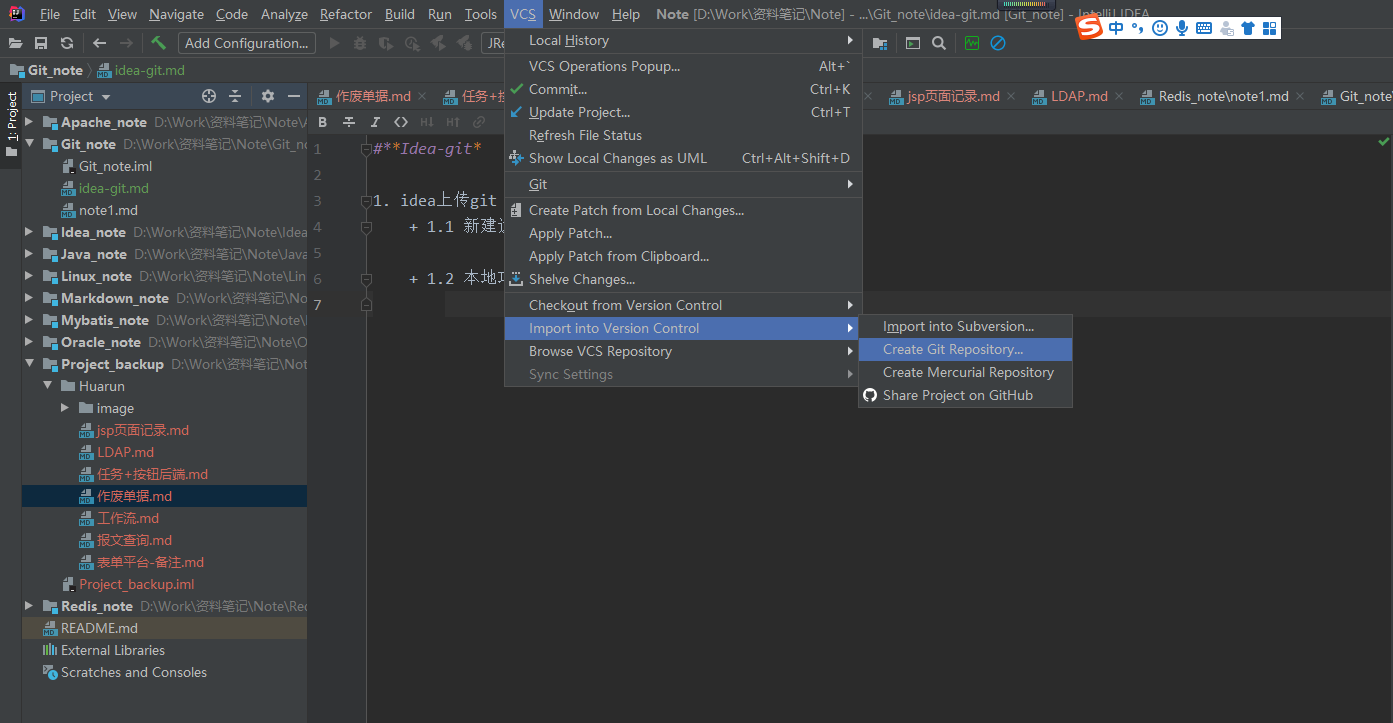 File Edit View Navigate Code Analyze Refactor Build Run Tools VCS Window Help Note [D:\Work\资料笔记\Note] - ...\Git_note\idea-git.md [Git_note] - IntelliJ IDEA
Add Configuration...
中
Git_note idea-git.md
1: Project
Project
作废单据.md
jsp页面记录.md LDAP.md Redis_note\note1.md Git_note
Apache_note D:\Work\资料笔记\Note\
Git_note D:\Work\资料笔记\Note\Git_no
Git_note.iml
idea-git.md
note1.md
Idea_note D:\Work\资料笔记\Note\Idea
Java_note D:\Work\资料笔记\Note\Java
Linux_note D:\Work\资料笔记\Note\Lin
Markdown_note D:\Work\资料笔记\N
Mybatis_note D:\Work\资料笔记\Note\
Oracle_note D:\Work\资料笔记\Note\O
Project_backup D:\Work\资料笔记\Not
Huarun
image
jsp页面记录.md
LDAP.md
任务+按钮后端.md
作废单据.md
工作流.md
报文查询.md
表单平台-备注.md
Project_backup.iml
Redis_note D:\Work\资料笔记\Note\Red
README.md
External Libraries
Scratches and Consoles
B I <> H↓ H↑
1 #**Idea-git*
2
3 1. idea上传git
4 + 1.1 新建
5
6 + 1.2 本地
7
Local History
VCS Operations Popup... Alt+`
Commit... Ctrl+K
Update Project... Ctrl+T
Refresh File Status
Show Local Changes as UML Ctrl+Alt+Shift+D
Git
Create Patch from Local Changes...
Apply Patch...
Apply Patch from Clipboard...
Shelve Changes...
Checkout from Version Control
Import into Version Control
Browse VCS Repository
Sync Settings
Import into Subversion...
Create Git Repository...
Create Mercurial Repository
Share Project on GitHub